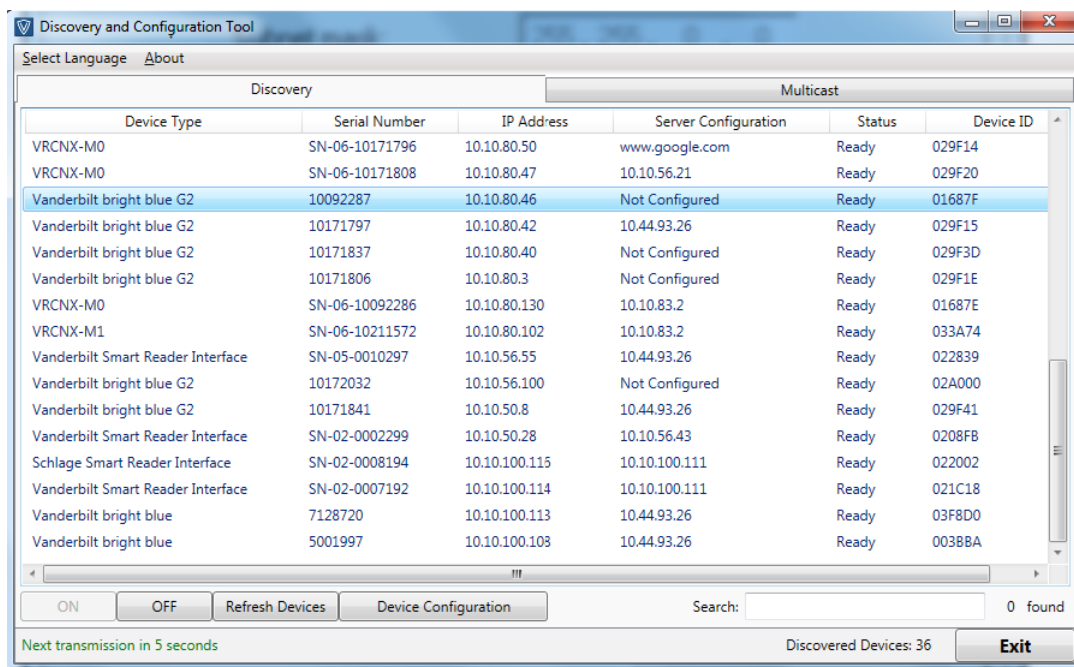 Subnet mask: 255 . 255 . 0 . 0
Discovery and Configuration Tool
Select Language About
Discovery Multicast
Device Type Serial Number IP Address Server Configuration Status Device ID
VRCNX-M0 SN-06-10171796 10.10.80.50 www.google.com Ready 029F14
VRCNX-M0 SN-06-10171808 10.10.80.47 10.10.56.21 Ready 029F20
Vanderbilt bright blue G2 10092287 10.10.80.46 Not Configured Ready 01687F
Vanderbilt bright blue G2 10171797 10.10.80.42 10.44.93.26 Ready 029F15
Vanderbilt bright blue G2 10171837 10.10.80.40 Not Configured Ready 029F3D
Vanderbilt bright blue G2 10171806 10.10.80.3 Not Configured Ready 029F1E
VRCNX-M0 SN-06-10092286 10.10.80.130 10.10.83.2 Ready 01687E
VRCNX-M1 SN-06-10211572 10.10.80.102 10.10.83.2 Ready 033A74
Vanderbilt Smart Reader Interface SN-05-0010297 10.10.56.55 10.44.93.26 Ready 022839
Vanderbilt bright blue G2 10172032 10.10.56.100 Not Configured Ready 02A000
Vanderbilt bright blue G2 10171841 10.10.50.8 10.44.93.26 Ready 029F41
Vanderbilt Smart Reader Interface SN-02-0002299 10.10.50.28 10.10.56.43 Ready 0208FB
Schlage Smart Reader Interface SN-02-0008194 10.10.100.115 10.10.100.111 Ready 022002
Vanderbilt Smart Reader Interface SN-02-0007192 10.10.100.114 10.10.100.111 Ready 021C18
Vanderbilt bright blue 7128720 10.10.100.113 10.44.93.26 Ready 03F8D0
Vanderbilt bright blue 5001997 10.10.100.103 10.44.93.26 Ready 003BBA
ON OFF Refresh Devices Device Configuration Search: 0 found
Next transmission in 5 seconds Discovered Devices: 36 Exit